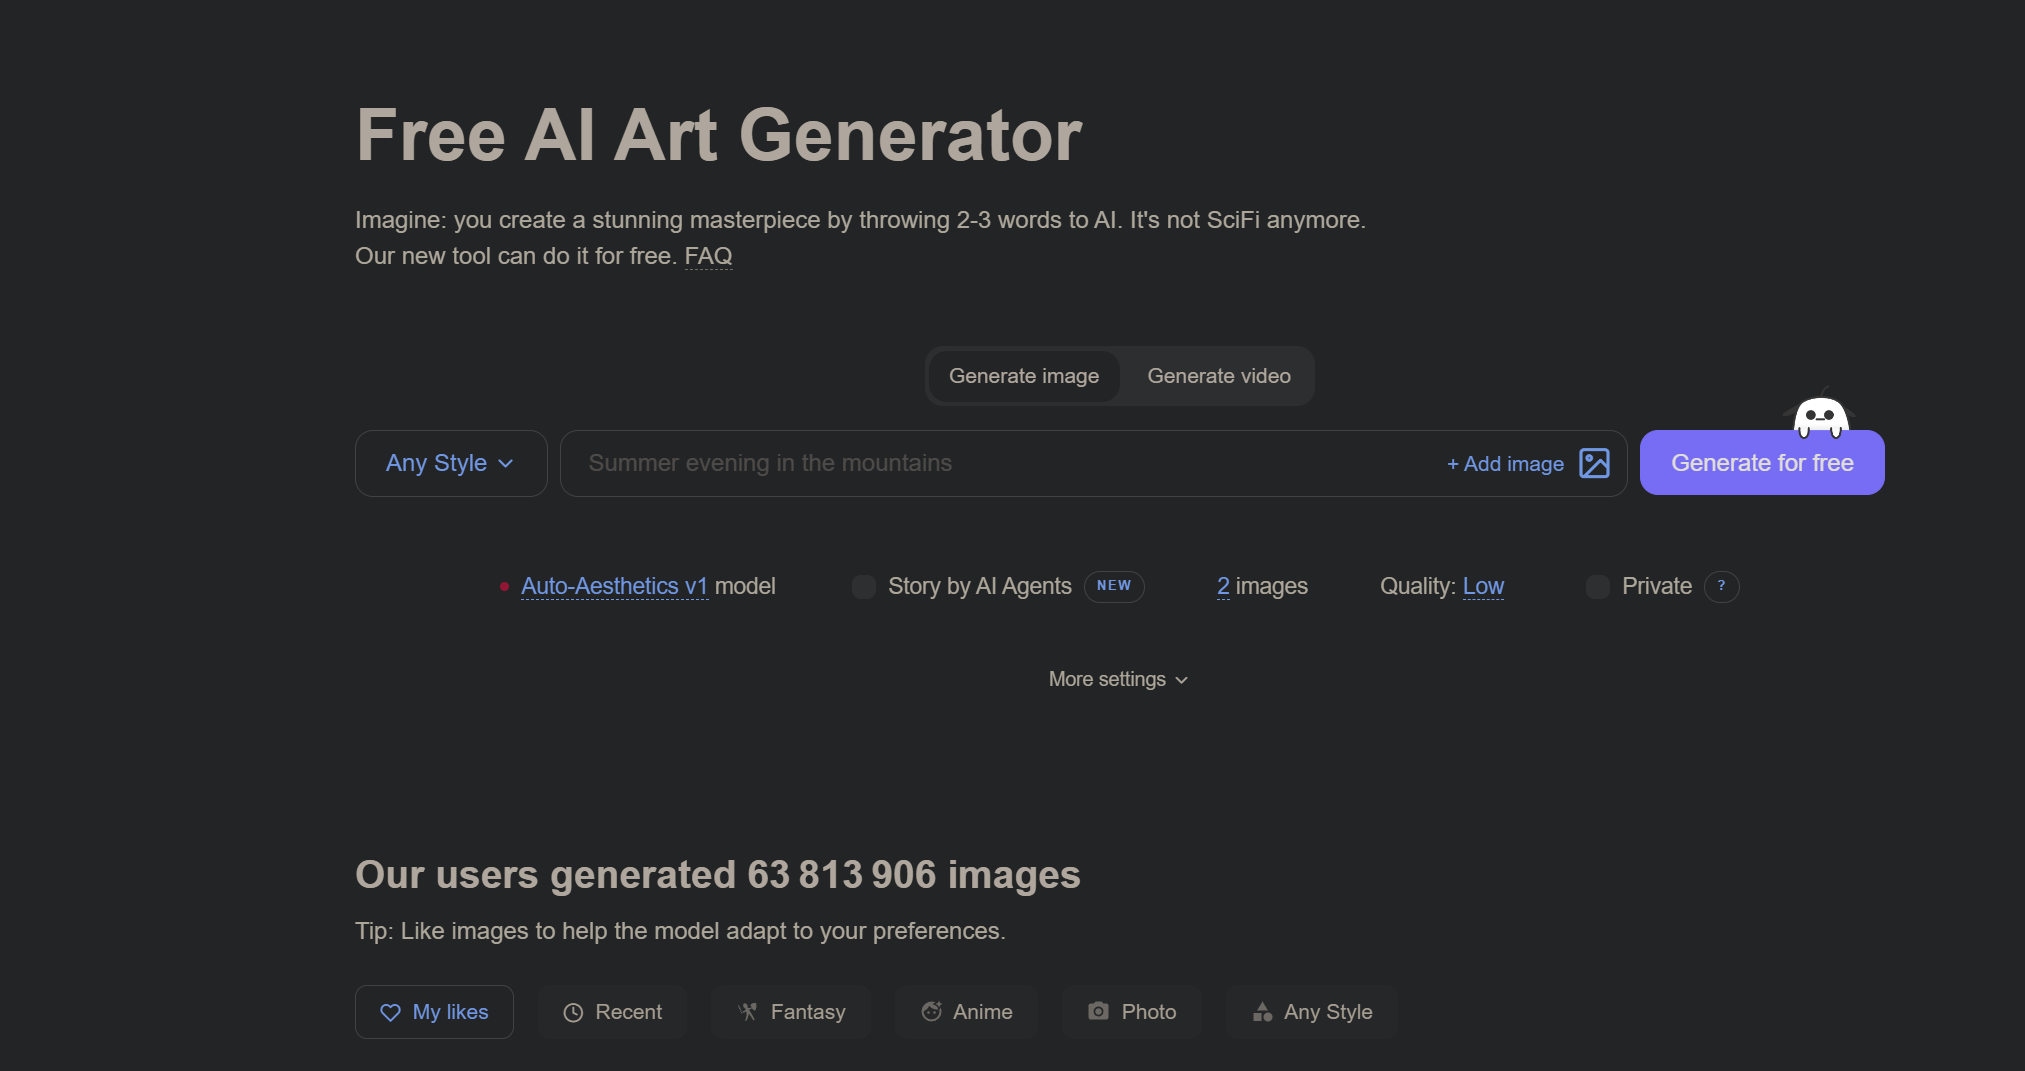 Free AI Art Generator
Imagine: you create a stunning masterpiece by throwing 2-3 words to AI. It's not SciFi anymore.
Our new tool can do it for free. FAQ
Generate image
Generate video
Any Style
Summer evening in the mountains
+ Add image
Generate for free
Auto-Aesthetics v1 model
Story by AI Agents NEW
2 images
Quality: Low
Private ?
More settings
Our users generated 63 813 906 images
Tip: Like images to help the model adapt to your preferences.
My likes
Recent
Fantasy
Anime
Photo
Any Style